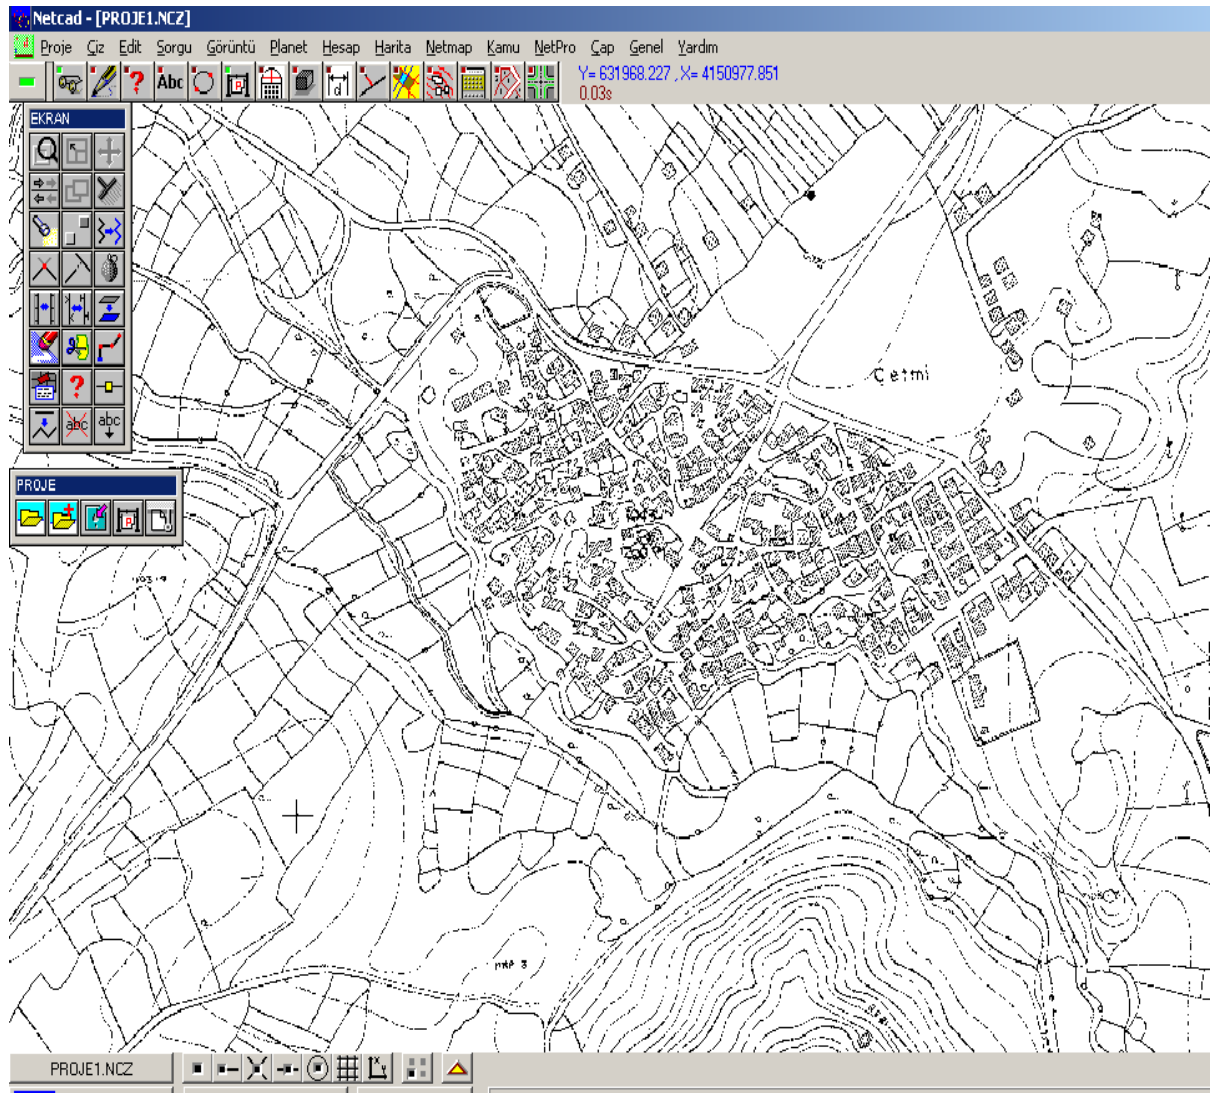 Netcad - [PROJE1.NCZ]
Proje Çiz Edit Sorgu Görüntü Planet Hesap Harita Netmap Kamu NetPro Çap Genel Yardım
Abc
Y= 631968.227 , X= 4150977.851
0.03s
EKRAN
abc abc
PROJE
Cetmi
PROJE1.NCZ